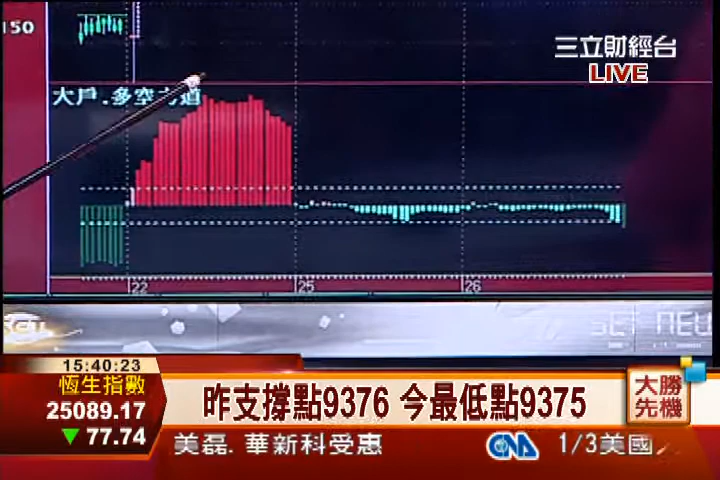 150
三立財經台
LIVE
大戶.多空力道
22
25
26
SET NEW
15:40:23
恆生指數
25089.17
▼77.74
昨支撐點9376 今最低點9375
大勝先機
美磊. 華新科受惠
CNA
1/3美國